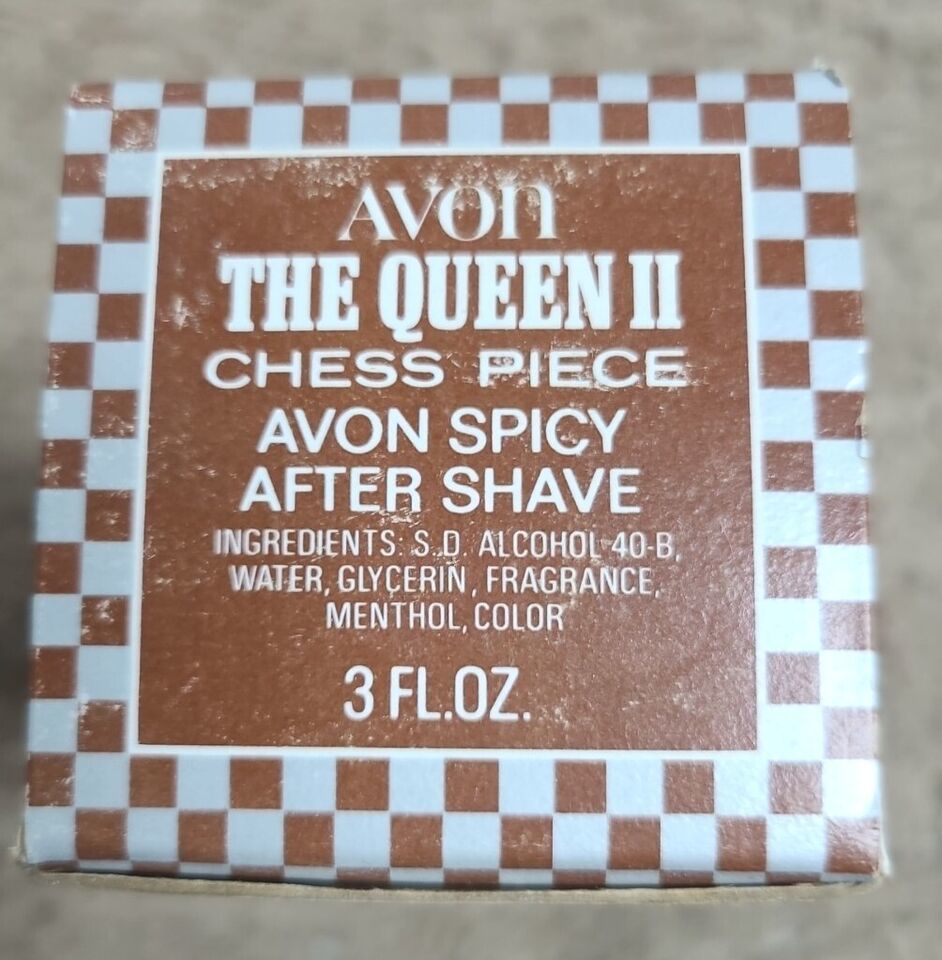 AVON
THE QUEEN II
CHESS PIECE
AVON SPICY
AFTER SHAVE
INGREDIENTS: S.D. ALCOHOL 40-B,
WATER, GLYCERIN, FRAGRANCE,
MENTHOL, COLOR
3 FL.OZ.